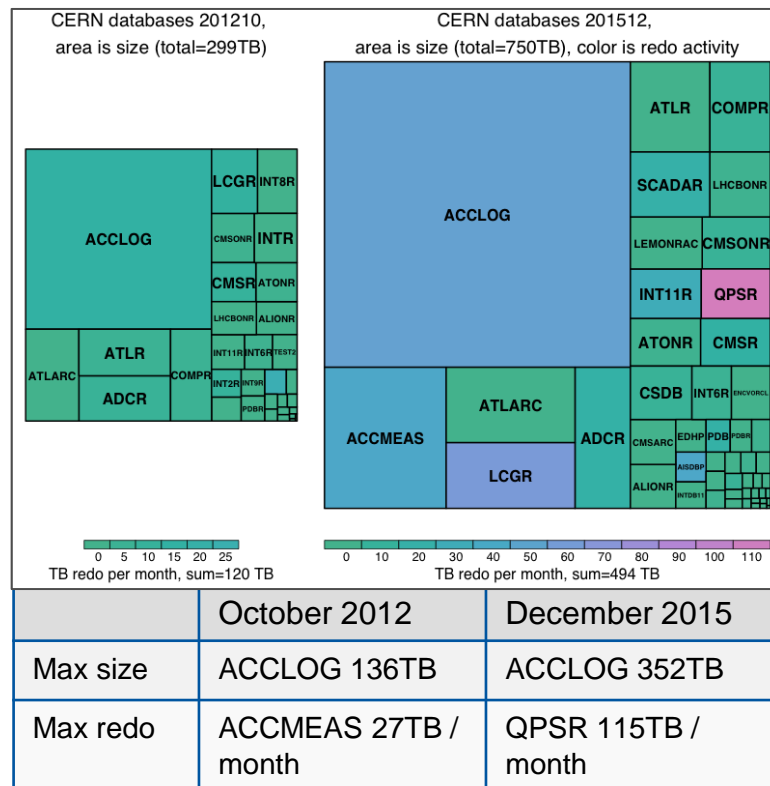 CERN databases 201210,
area is size (total=299TB)
CERN databases 201512,
area is size (total=750TB), color is redo activity
ACCLOG
LCGR
INT8R
CMSONR
INTR
CMSR
ATONR
LHCBONR
ALIONR
ATLARC
ATLR
ADCR
COMPR
INT11R
INT6R
TEST2
INT2R
INT9R
PDBR
ACCLOG
ATLR
COMPR
SCADAR
LHCBONR
LEMONRAC
CMSONR
INT11R
QPSR
ATONR
CMSR
ACCMEAS
ATLARC
LCGR
ADCR
CSDB
INT6R
ENCVORCL
CMSARC
EDHP
PDB
PDBR
AISDBP
ALIONR
INTDB11
0 5 10 15 20 25
TB redo per month, sum=120 TB
0 10 20 30 40 50 60 70 80 90 100 110
TB redo per month, sum=494 TB
October 2012 December 2015
Max size ACCLOG 136TB ACCLOG 352TB
Max redo ACCMEAS 27TB / QPSR 115TB /
month month